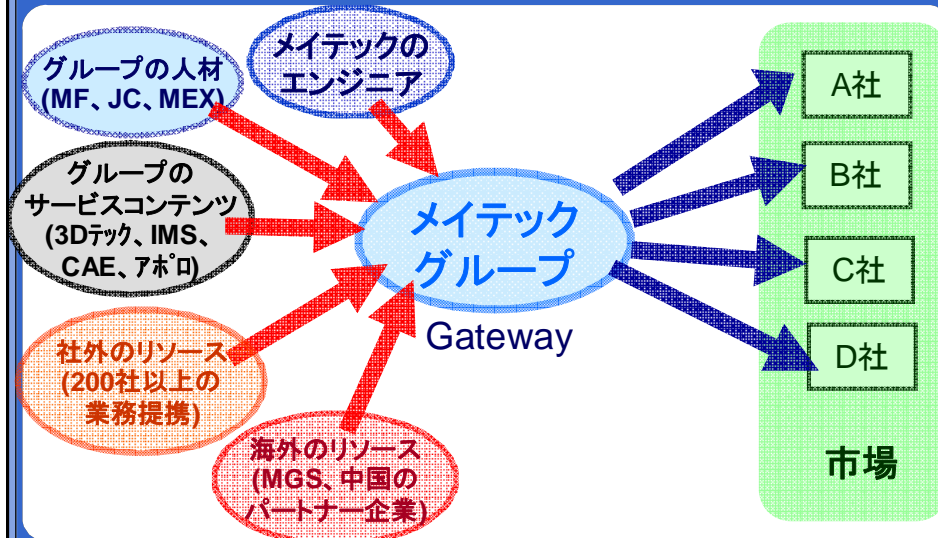 メイテックの
エンジニア
グループの人材
(MF、JC、MEX)
グループの
サービスコンテンツ
(3Dﾃｯｸ、IMS、
CAE、ｱﾎﾟﾛ)
社外のリソース
(200社以上の
業務提携)
海外のリソース
(MGS、中国の
パートナー企業)
メイテック
グループ
Gateway
A社
B社
C社
D社
市場